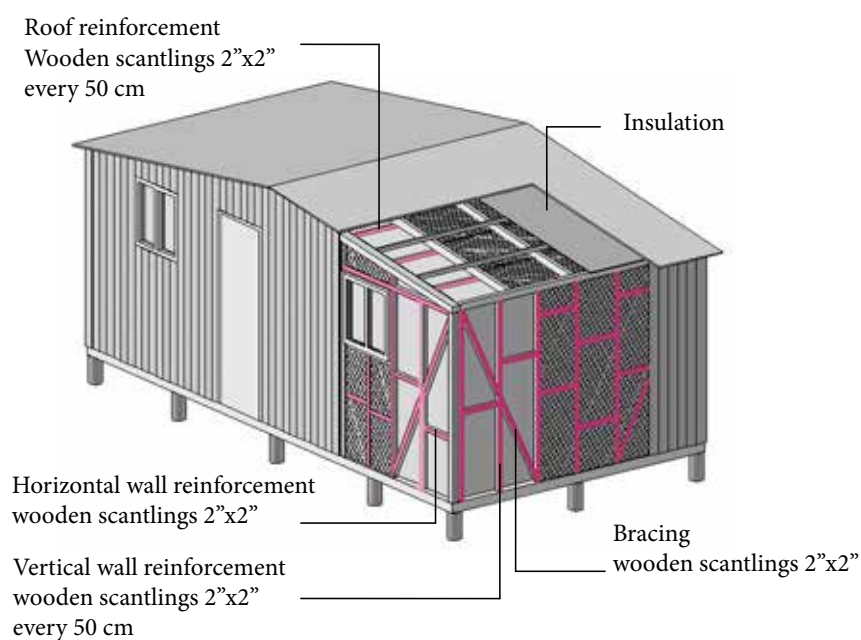 Roof reinforcement
Wooden scantlings 2”x2”
every 50 cm
Insulation
Horizontal wall reinforcement
wooden scantlings 2”x2”
Bracing
wooden scantlings 2”x2”
Vertical wall reinforcement
wooden scantlings 2”x2”
every 50 cm